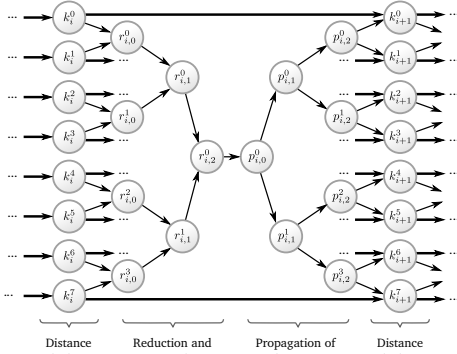 ... k_i^0 k_{i+1}^0 ...
r_{i,0}^0 p_{i,2}^0
... k_i^1 ... ... k_{i+1}^1 ...
r_{i,1}^0 p_{i,1}^0
... k_i^2 ... ... k_{i+1}^2 ...
r_{i,0}^1 p_{i,2}^1
... k_i^3 ... ... k_{i+1}^3 ...
r_{i,2}^0 p_{i,0}^0
... k_i^4 ... ... k_{i+1}^4 ...
r_{i,0}^2 p_{i,2}^2
... k_i^5 ... ... k_{i+1}^5 ...
r_{i,1}^1 p_{i,1}^1
... k_i^6 ... ... k_{i+1}^6 ...
r_{i,0}^3 p_{i,2}^3
... k_i^7 k_{i+1}^7 ...
Distance Reduction and Propagation of Distance